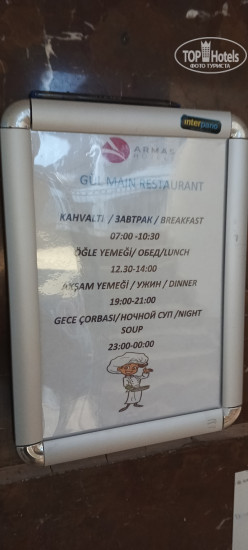 TOP Hotels
ФОТО ТУРИСТА
interpano
ARMAS
HOTELS
GÜL MAIN RESTAURANT
KAHVALTI / ЗАВТРАК / BREAKFAST
07:00 -10:30
ÖĞLE YEMEĞİ/ ОБЕД/LUNCH
12.30-14:00
AKŞAM YEMEĞİ / УЖИН / DINNER
19:00-21:00
GECE ÇORBASI/НОЧНОЙ СУП /NIGHT
SOUP
23:00-00:00